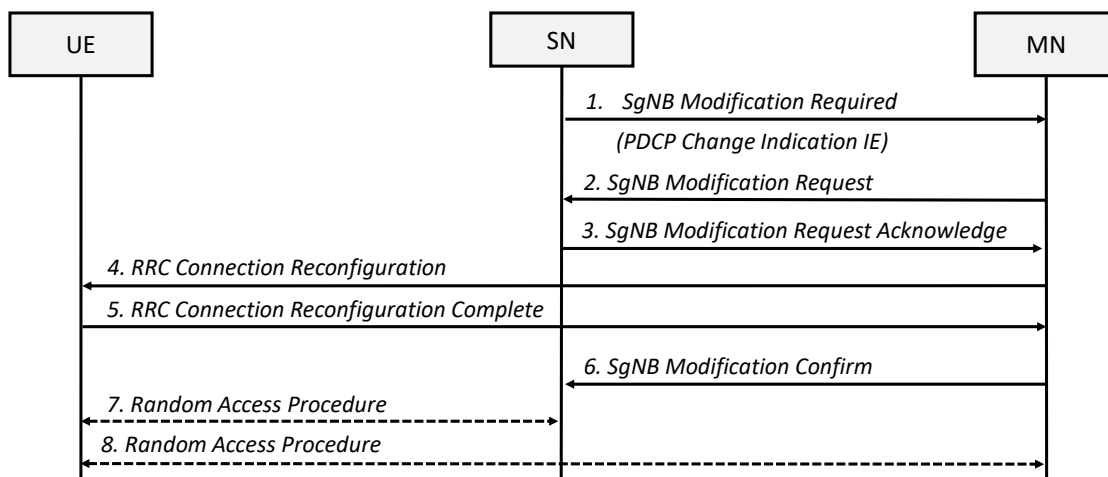 UE
SN
MN
1. SgNB Modification Required
(PDCP Change Indication IE)
2. SgNB Modification Request
3. SgNB Modification Request Acknowledge
4. RRC Connection Reconfiguration
5. RRC Connection Reconfiguration Complete
6. SgNB Modification Confirm
7. Random Access Procedure
8. Random Access Procedure